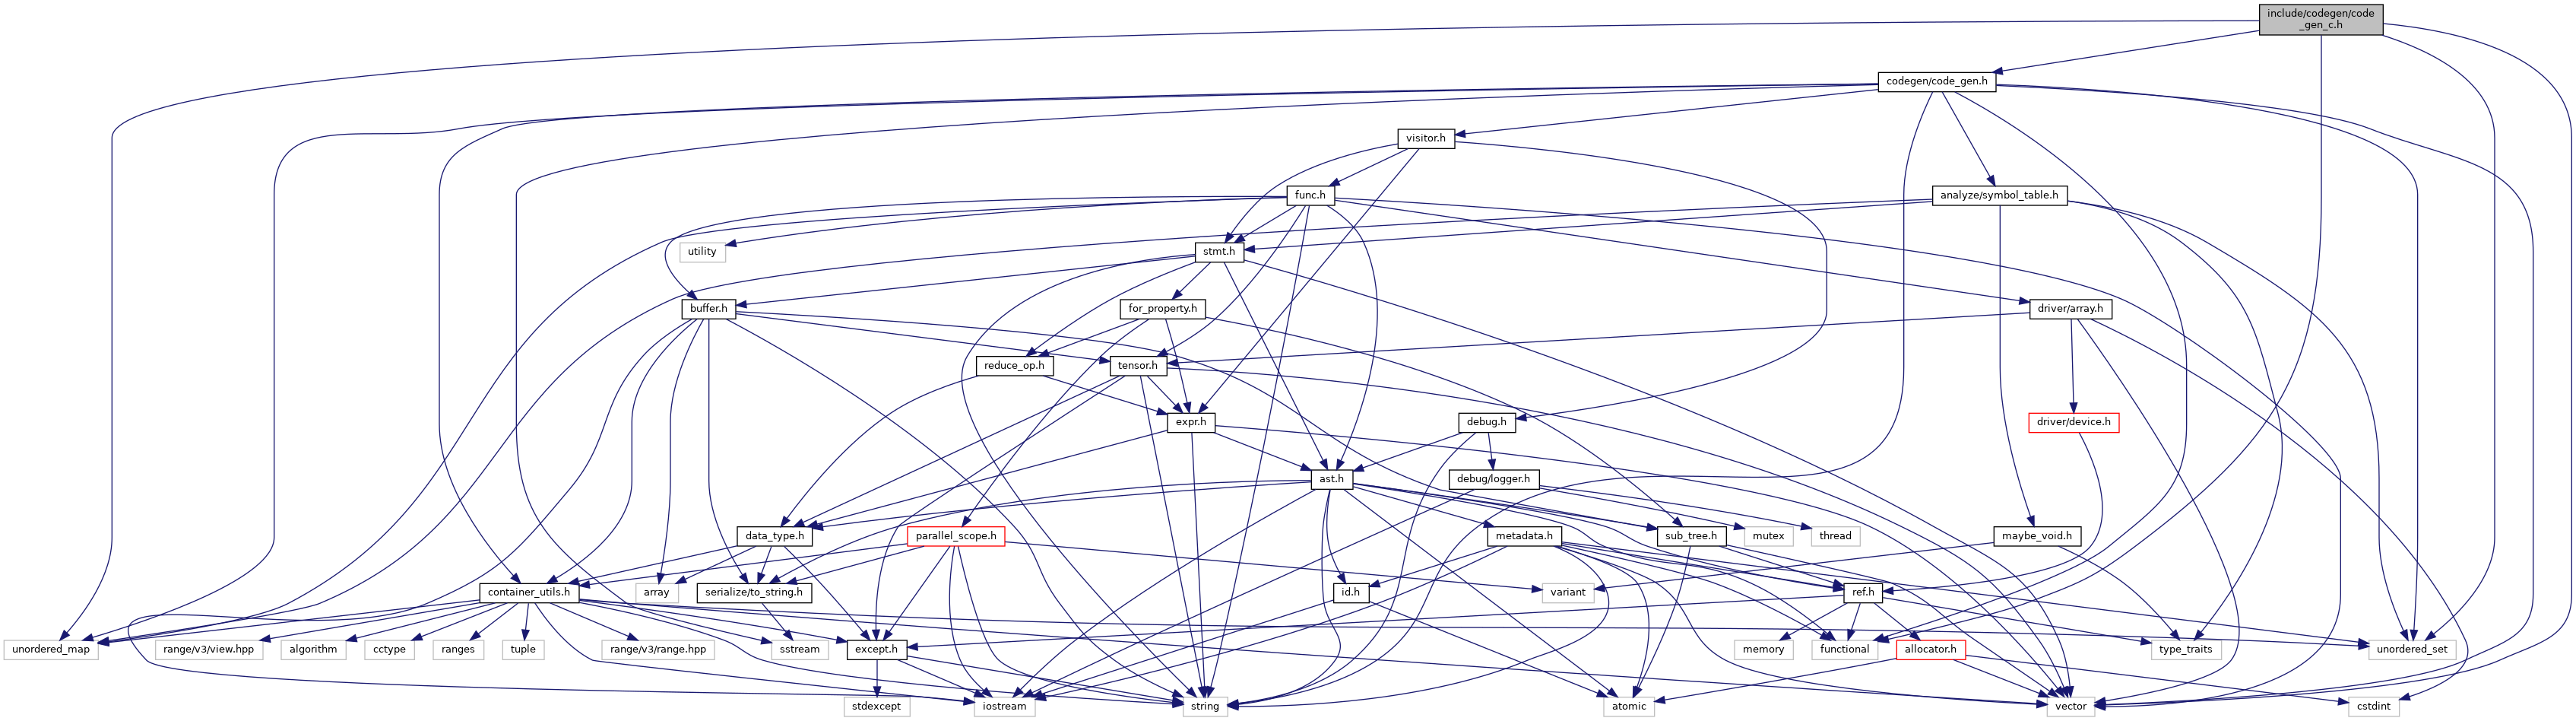 include/codegen/code
_gen_c.h
codegen/code_gen.h
visitor.h
func.h
analyze/symbol_table.h
utility
stmt.h
buffer.h
for_property.h
driver/array.h
reduce_op.h
tensor.h
expr.h
debug.h
driver/device.h
ast.h
debug/logger.h
data_type.h
parallel_scope.h
metadata.h
sub_tree.h
mutex
thread
maybe_void.h
container_utils.h
array
serialize/to_string.h
id.h
variant
ref.h
unordered_map
range/v3/view.hpp
algorithm
cctype
ranges
tuple
range/v3/range.hpp
sstream
except.h
memory
functional
allocator.h
type_traits
unordered_set
stdexcept
iostream
string
atomic
vector
cstdint